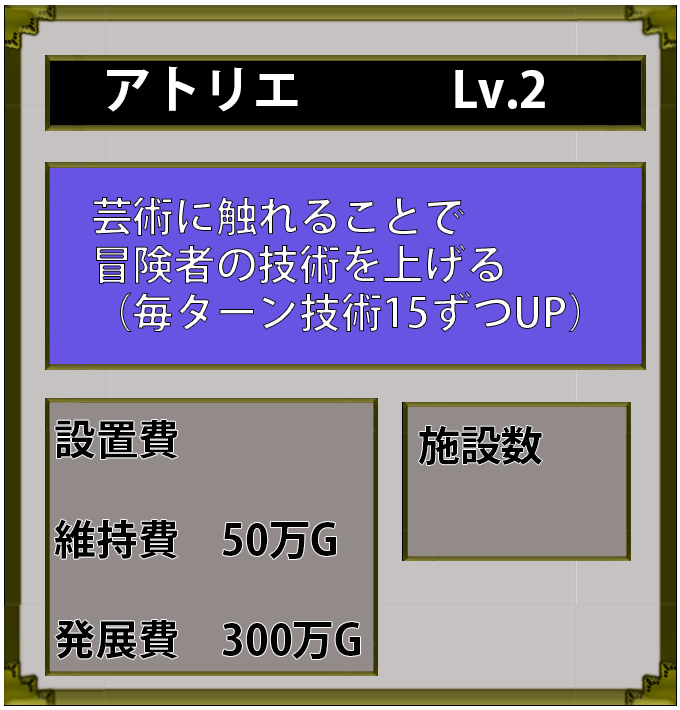 アトリエ　Lv.2
芸術に触れることで
冒険者の技術を上げる
（毎ターン技術15ずつUP）
設置費
維持費　50万G
発展費　300万G
施設数